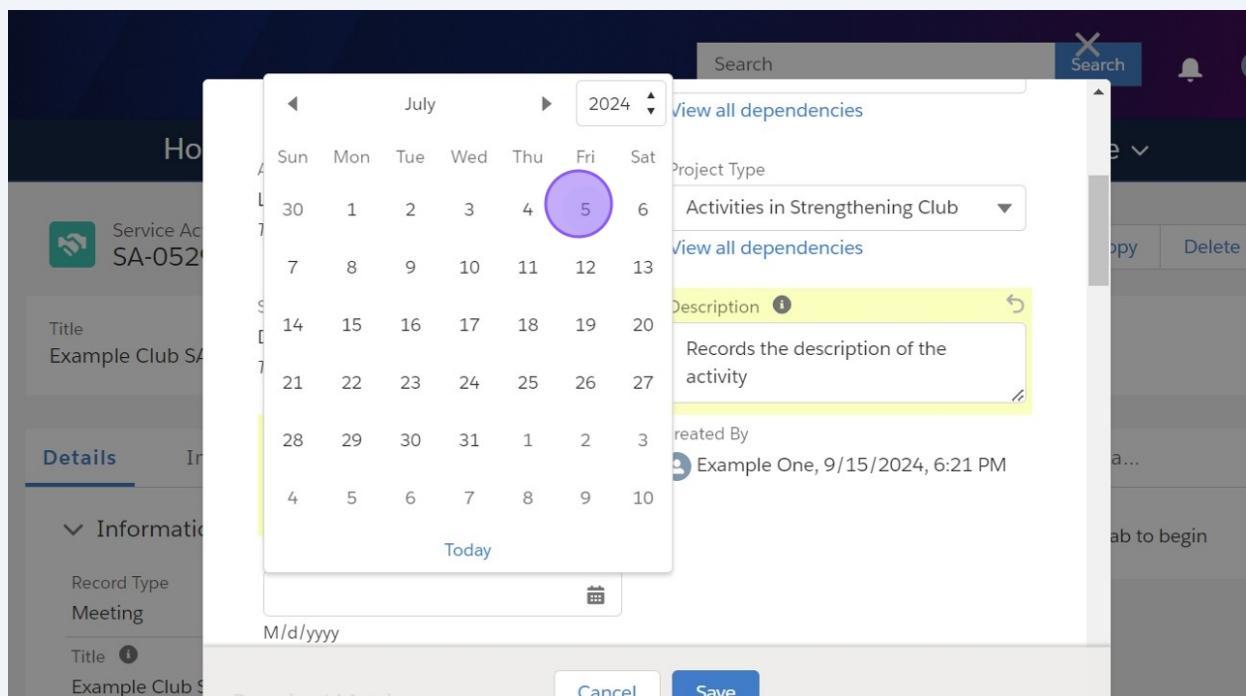 Search
Search
Service
SA-052
Copy Delete
Title
Example Club SA
Details
Record Type
Meeting
Title
Example Club
July 2024
Sun Mon Tue Wed Thu Fri Sat
30 1 2 3 4 5 6
7 8 9 10 11 12 13
14 15 16 17 18 19 20
21 22 23 24 25 26 27
28 29 30 31 1 2 3
4 5 6 7 8 9 10
Today
M/d/yyyy
View all dependencies
Project Type
Activities in Strengthening Club
View all dependencies
Description
Records the description of the
activity
Created By
Example One, 9/15/2024, 6:21 PM
to begin
Cancel Save